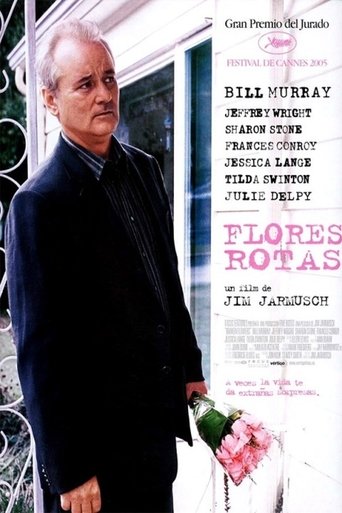 Gran Premio del Jurado
FESTIVAL DE CANNES 2005
BILL MURRAY
JEFFREY WRIGHT
SHARON STONE
FRANCES CONROY
JESSICA LANGE
TILDA SWINTON
JULIE DELPY
FLORES
ROTAS
un film de
JIM JARMUSCH
A veces la vida te
da extrañas sorpresas.